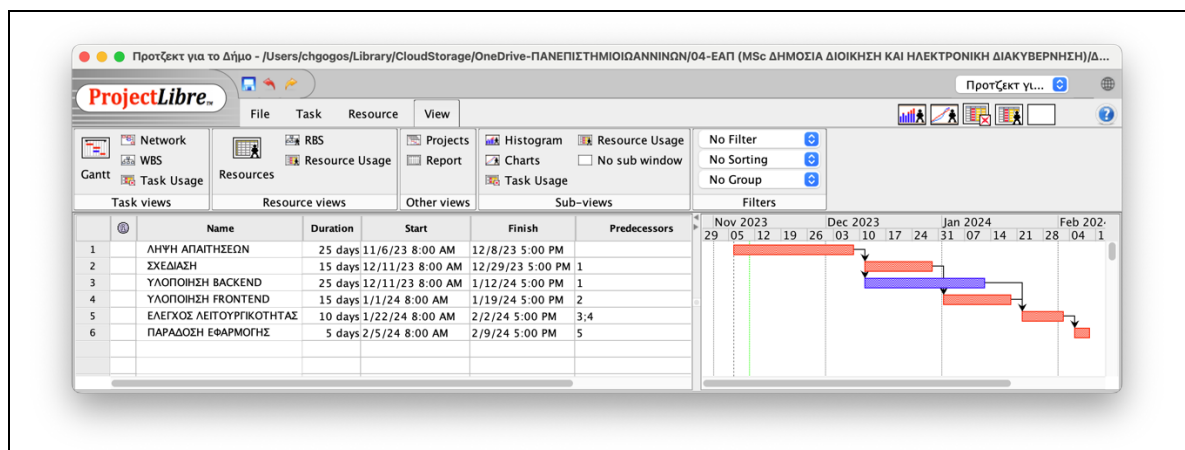 Προτζεκτ για το Δήμο - /Users/chgogos/Library/CloudStorage/OneDrive-ΠΑΝΕΠΙΣΤΗΜΙΟΙΩΑΝΝΙΝΩΝ/04-ΕΑΠ (MSc ΔΗΜΟΣΙΑ ΔΙΟΙΚΗΣΗ ΚΑΙ ΗΛΕΚΤΡΟΝΙΚΗ ΔΙΑΚΥΒΕΡΝΗΣΗ)/Δ...
ProjectLibre™
Προτζεκτ γι...
File Task Resource View
Gantt
Network
WBS
Task Usage
Task views
Resources
RBS
Resource Usage
Resource views
Projects
Report
Other views
Histogram
Charts
Task Usage
Resource Usage
No sub window
Sub-views
No Filter
No Sorting
No Group
Filters
Name Duration Start Finish Predecessors
1 ΛΗΨΗ ΑΠΑΙΤΗΣΕΩΝ 25 days 11/6/23 8:00 AM 12/8/23 5:00 PM
2 ΣΧΕΔΙΑΣΗ 15 days 12/11/23 8:00 AM 12/29/23 5:00 PM 1
3 ΥΛΟΠΟΙΗΣΗ BACKEND 25 days 12/11/23 8:00 AM 1/12/24 5:00 PM 1
4 ΥΛΟΠΟΙΗΣΗ FRONTEND 15 days 1/1/24 8:00 AM 1/19/24 5:00 PM 2
5 ΕΛΕΓΧΟΣ ΛΕΙΤΟΥΡΓΙΚΟΤΗΤΑΣ 10 days 1/22/24 8:00 AM 2/2/24 5:00 PM 3;4
6 ΠΑΡΑΔΟΣΗ ΕΦΑΡΜΟΓΗΣ 5 days 2/5/24 8:00 AM 2/9/24 5:00 PM 5
Nov 2023 Dec 2023 Jan 2024 Feb 202
29 05 12 19 26 03 10 17 24 31 07 14 21 28 04 1